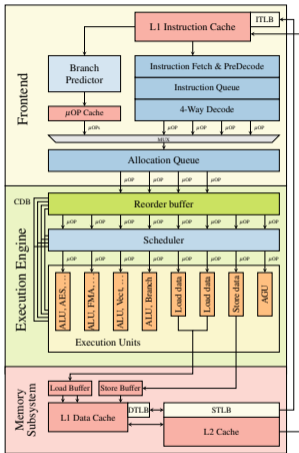 Frontend
L1 Instruction Cache
ITLB
Branch
Predictor
Instruction Fetch & PreDecode
Instruction Queue
μOP Cache
4-Way Decode
μOPs
μOP μOP μOP μOP
MUX
Allocation Queue
μOP μOP μOP μOP
Execution Engine
CDB
Reorder buffer
μOP μOP μOP μOP μOP μOP μOP μOP
Scheduler
μOP μOP μOP μOP μOP μOP μOP μOP
ALU, AES, . . .
ALU, FMA, . . .
ALU, Vect, . . .
ALU, Branch
Load data
Load data
Store data
AGU
Execution Units
Memory
Subsystem
Load Buffer
Store Buffer
L1 Data Cache
DTLB
STLB
L2 Cache